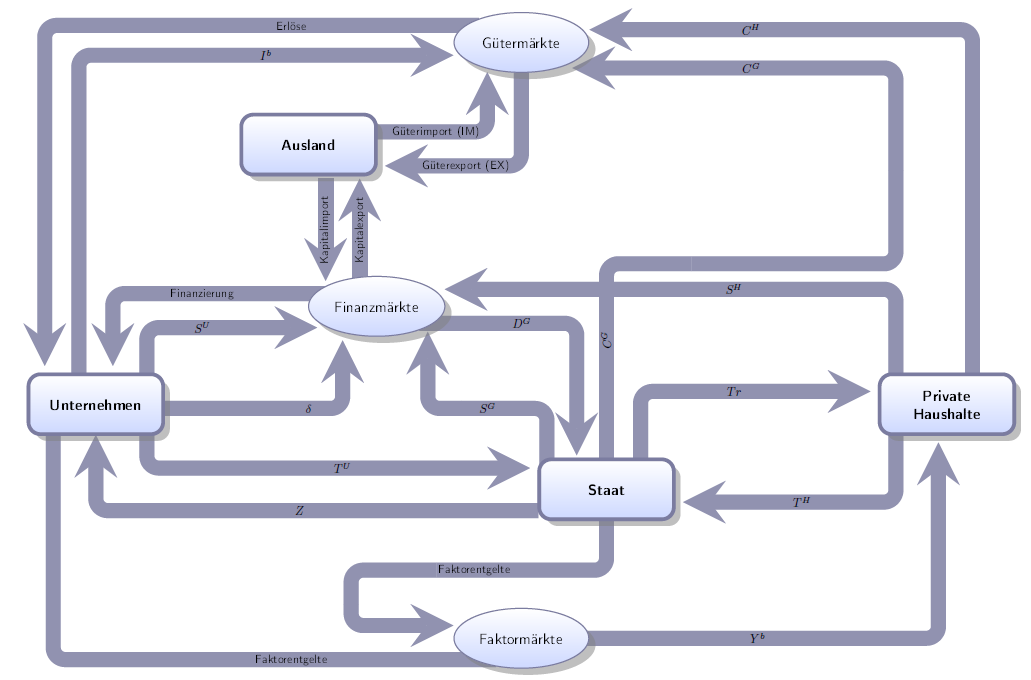 Erlöse
C^H
Gütermärkte
I^b
C^G
Güterimport (IM)
Ausland
Güterexport (EX)
Kapitalimport
Kapitalexport
S^H
Finanzierung
Finanzmärkte
D^G
S^U
C^G
Tr
Unternehmen
δ
S^G
Private
Haushalte
T^U
Staat
T^H
Z
Faktorentgelte
Faktormärkte
Y^b
Faktorentgelte